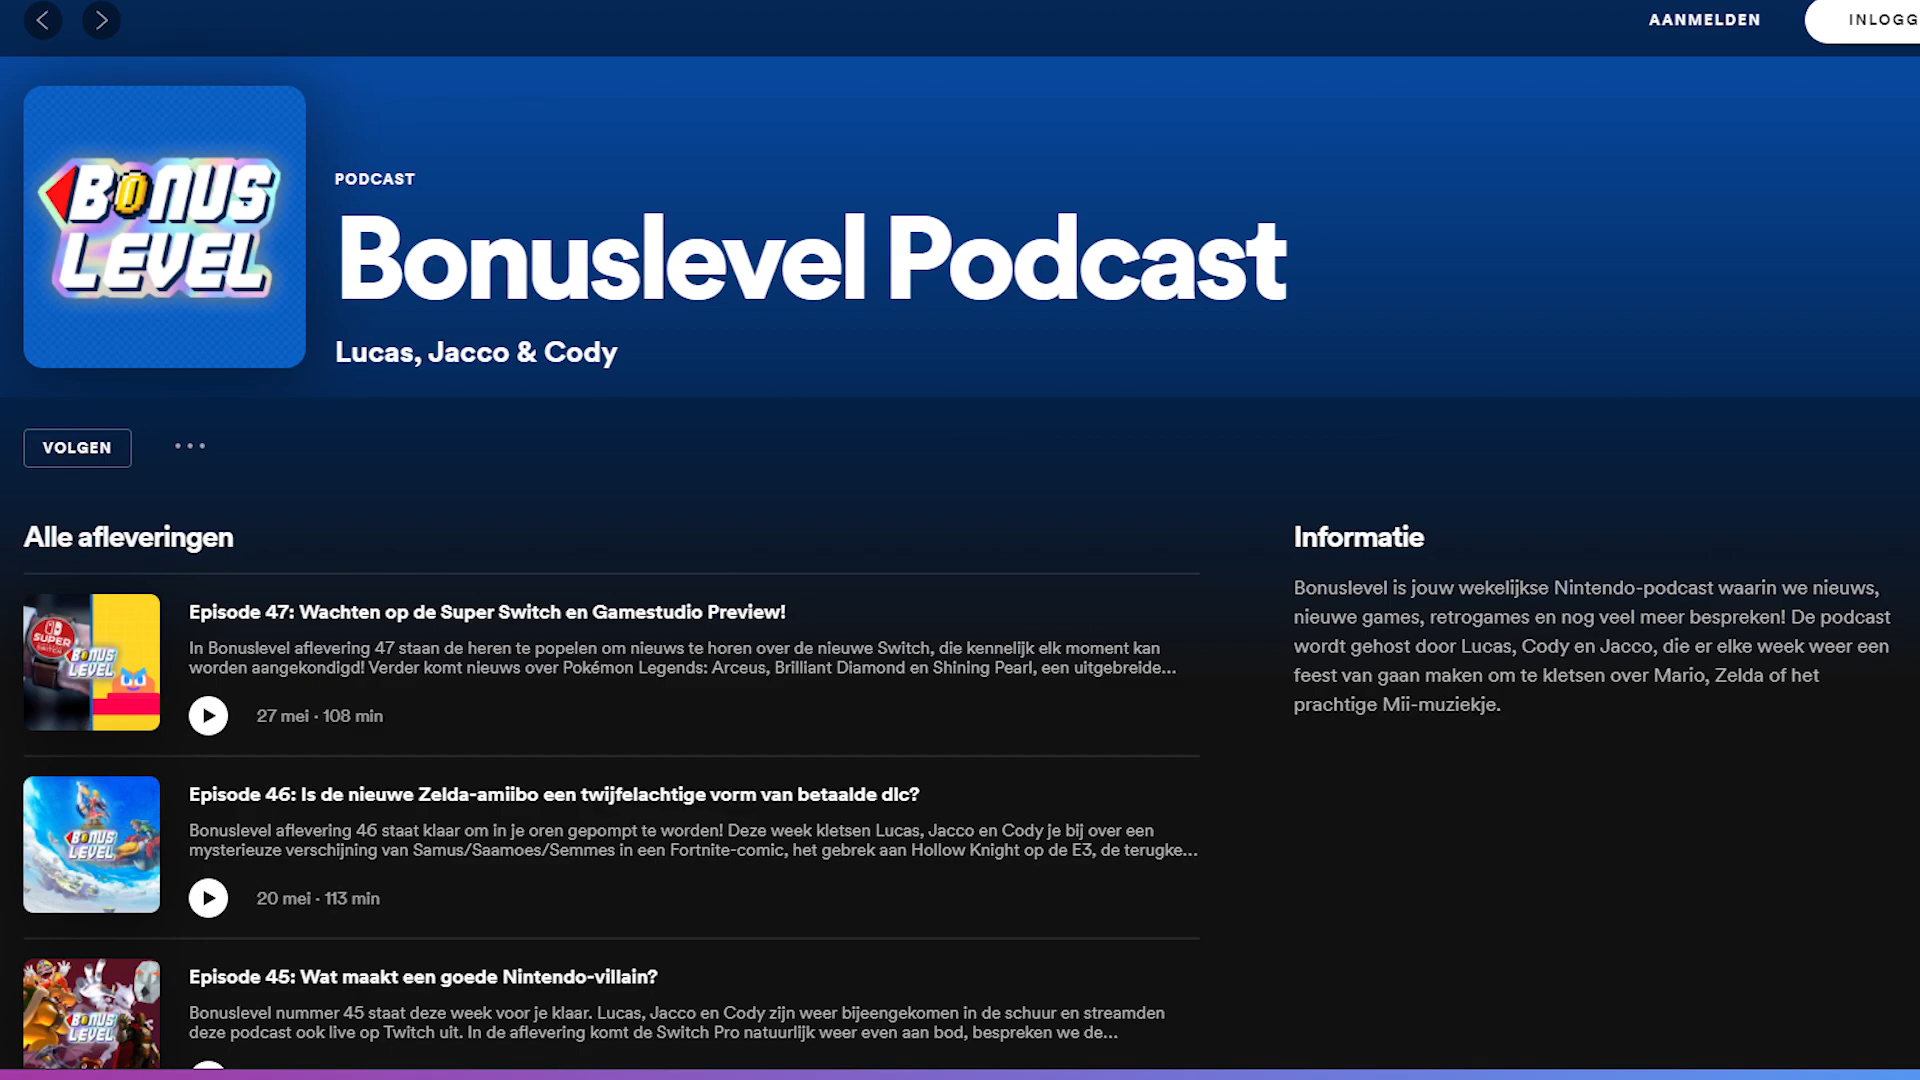 AANMELDEN
INLOGG
BONUS
LEVEL
PODCAST
Bonuslevel Podcast
Lucas, Jacco & Cody
VOLGEN
Alle afleveringen
Informatie
Bonuslevel is jouw wekelijkse Nintendo-podcast waarin we nieuws,
nieuwe games, retrogames en nog veel meer bespreken! De podcast
wordt gehost door Lucas, Cody en Jacco, die er elke week weer een
feest van gaan maken om te kletsen over Mario, Zelda of het
prachtige Mii-muziekje.
SUPER
BONUS
LEVEL
Episode 47: Wachten op de Super Switch en Gamestudio Preview!
In Bonuslevel aflevering 47 staan de heren te popelen om nieuws te horen over de nieuwe Switch, die kennelijk elk moment kan
worden aangekondigd! Verder komt nieuws over Pokémon Legends: Arceus, Brilliant Diamond en Shining Pearl, een uitgebreide...
27 mei · 108 min
BONUS
LEVEL
Episode 46: Is de nieuwe Zelda-amiibo een twijfelachtige vorm van betaalde dlc?
Bonuslevel aflevering 46 staat klaar om in je oren gepompt te worden! Deze week kletsen Lucas, Jacco en Cody je bij over een
mysterieuze verschijning van Samus/Saamoes/Semmes in een Fortnite-comic, het gebrek aan Hollow Knight op de E3, de terugke...
20 mei · 113 min
BONUS
LEVEL
Episode 45: Wat maakt een goede Nintendo-villain?
Bonuslevel nummer 45 staat deze week voor je klaar. Lucas, Jacco en Cody zijn weer bijeengekomen in de schuur en streamden
deze podcast ook live op Twitch uit. In de aflevering komt de Switch Pro natuurlijk weer even aan bod, bespreken we de...